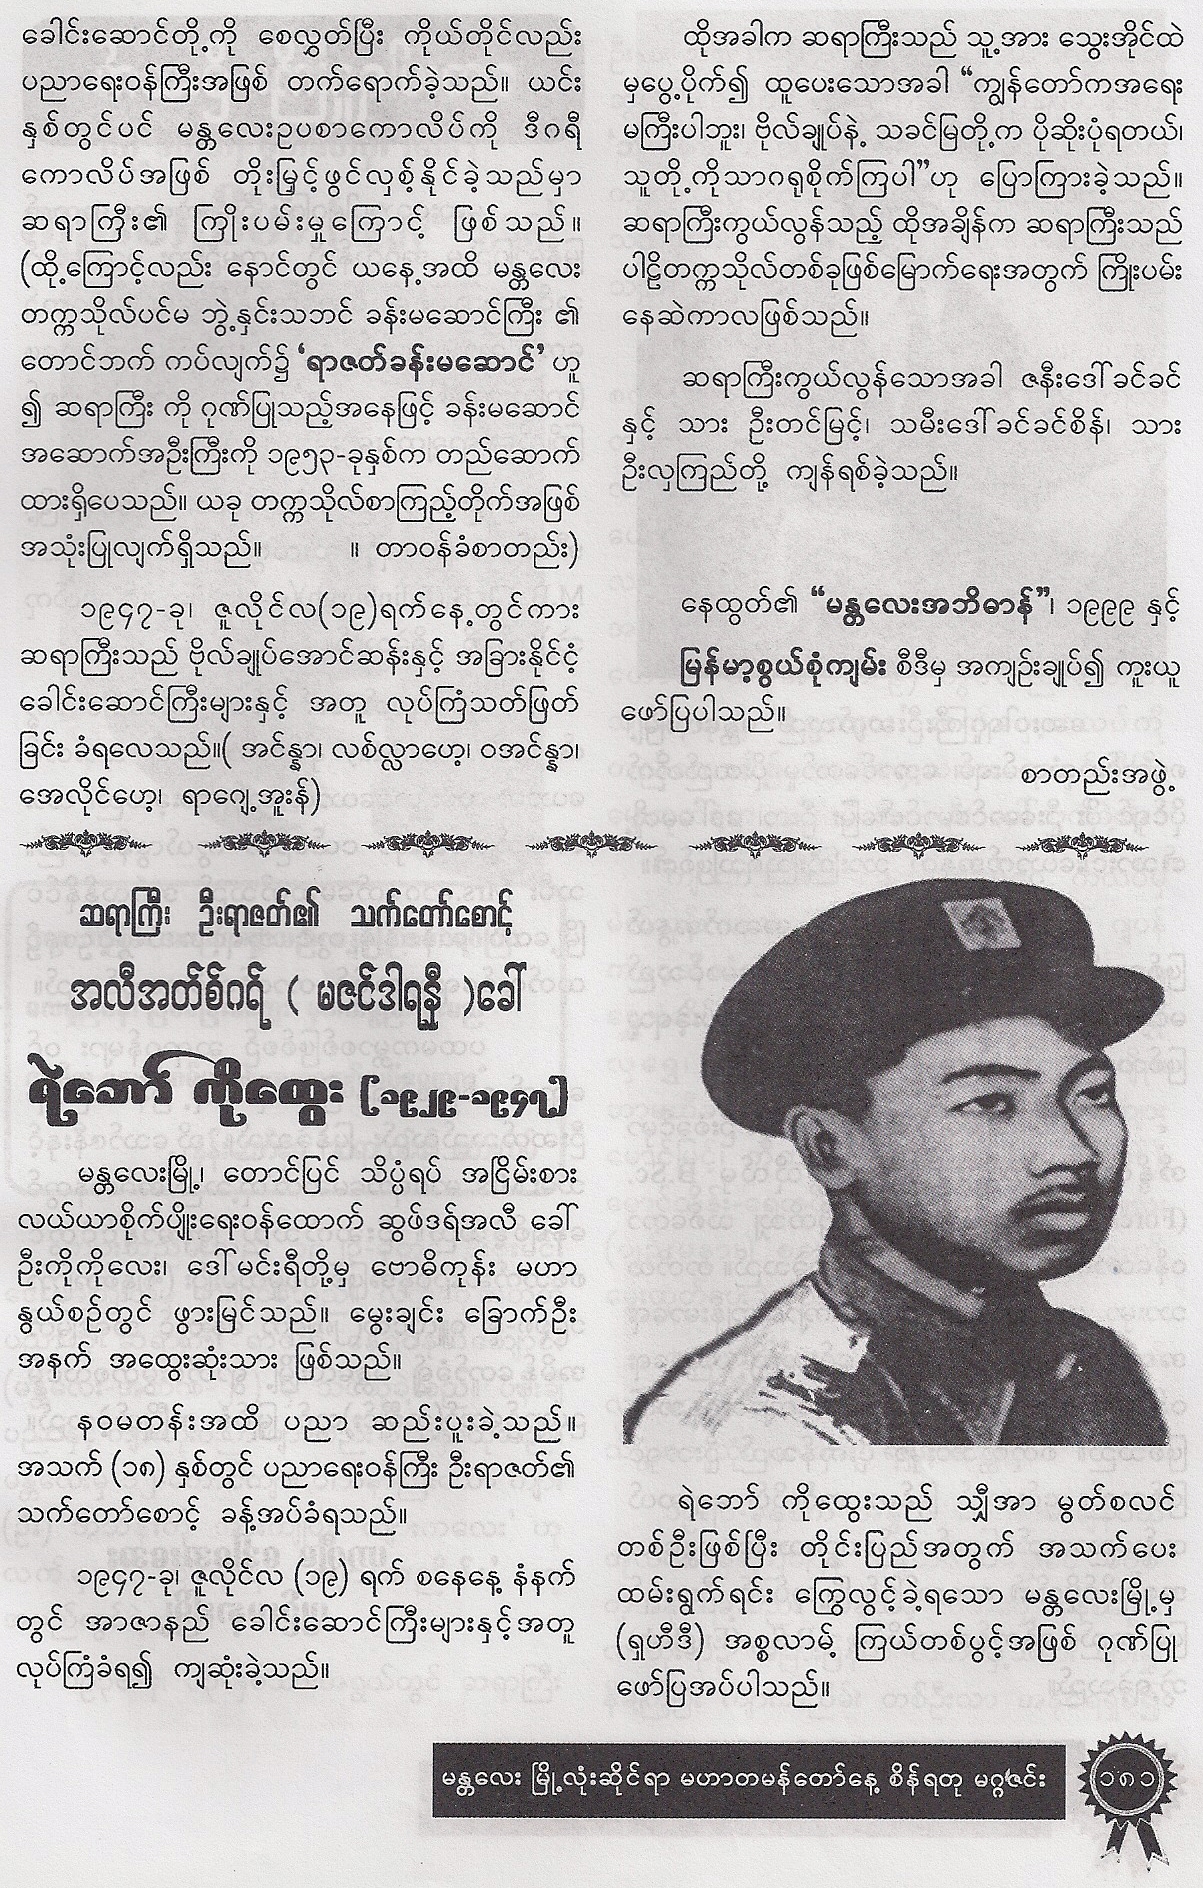 ခေါင်းဆောင်တို့ကို စေလွှတ်ပြီး ကိုယ်တိုင်လည်း
ပညာရေးဝန်ကြီးအဖြစ် တက်ရောက်ခဲ့သည်။ ယင်း
နှစ်တွင်ပင် မန္တလေးဥပစာကောလိပ်ကို ဒီဂရီ
ကောလိပ်အဖြစ် တိုးမြှင့်ဖွင့်လှစ်နိုင်ခဲ့သည်မှာ
ဆရာကြီး၏ ကြိုးပမ်းမှုကြောင့် ဖြစ်သည်။
(ထို့ကြောင့်လည်း နောင်တွင် ယနေ့အထိ မန္တလေး
တက္ကသိုလ်ပင်မ ဘွဲ့နှင်းသဘင် ခန်းမဆောင်ကြီး ၏
တောင်ဘက် ကပ်လျက်၌ ‘ရာဇတ်ခန်းမဆောင်’ ဟူ
၍ ဆရာကြီး ကို ဂုဏ်ပြုသည့်အနေဖြင့် ခန်းမဆောင်
အဆောက်အဦးကြီးကို ၁၉၅၃-ခုနှစ်က တည်ဆောက်
ထားရှိပေသည်။ ယခု တက္ကသိုလ်စာကြည့်တိုက်အဖြစ်
အသုံးပြုလျက်ရှိသည်။ ။ တာဝန်ခံစာတည်း)
၁၉၄၇-ခု၊ ဇူလိုင်လ(၁၉)ရက်နေ့တွင်ကား
ဆရာကြီးသည် ဗိုလ်ချုပ်အောင်ဆန်းနှင့် အခြားနိုင်ငံ့
ခေါင်းဆောင်ကြီးများနှင့် အတူ လုပ်ကြံသတ်ဖြတ်
ခြင်း ခံရလေသည်။( အင်န္နာ၊ လစ်လ္လာဟေ့၊ ဝအင်န္နာ၊
အေလိုင်ဟေ့၊ ရာဂျေ့အူးန်)
ထိုအခါက ဆရာကြီးသည် သူ့အား သွေးအိုင်ထဲ
မှပွေ့ပိုက်၍ ထူပေးသောအခါ “ကျွန်တော်ကအရေး
မကြီးပါဘူး၊ ဗိုလ်ချုပ်နဲ့ သခင်မြတို့က ပိုဆိုးပုံရတယ်၊
သူတို့ကိုသာဂရုစိုက်ကြပါ”ဟု ပြောကြားခဲ့သည်။
ဆရာကြီးကွယ်လွန်သည့် ထိုအချိန်က ဆရာကြီးသည်
ပါဠိတက္ကသိုလ်တစ်ခုဖြစ်မြောက်ရေးအတွက် ကြိုးပမ်း
နေဆဲကာလဖြစ်သည်။
ဆရာကြီးကွယ်လွန်သောအခါ ဇနီးဒေါ်ခင်ခင်
နှင့် သား ဦးတင်မြင့်၊ သမီးဒေါ်ခင်ခင်စိန်၊ သား
ဦးလှကြည်တို့ ကျန်ရစ်ခဲ့သည်။
နေထွတ်၏ “မန္တလေးအဘိဓာန်”၊ ၁၉၉၉ နှင့်
မြန်မာ့စွယ်စုံကျမ်း စီဒီမှ အကျဉ်းချုပ်၍ ကူးယူ
ဖော်ပြပါသည်။
စာတည်းအဖွဲ့
ဆရာကြီး ဦးရာဇတ်၏ သက်တော်စောင့်
အလီအတ်စ်ဂရ် ( မဇင်ဒါရန္နီ )ခေါ်
ရဲဘော် ကိုထွေး (၁၉၂၉-၁၉၄၇)
မန္တလေးမြို့၊ တောင်ပြင် သိပ္ပံရပ် အငြိမ်းစား
လယ်ယာစိုက်ပျိုးရေးဝန်ထောက် ဆွဖ်ဒရ်အလီ ခေါ်
ဦးကိုကိုလေး၊ ဒေါ်မင်းရီတို့မှ ဗောဓိကုန်း မဟာ
နွယ်စဉ်တွင် ဖွားမြင်သည်။ မွေးချင်း ခြောက်ဦး
အနက် အထွေးဆုံးသား ဖြစ်သည်။
နဝမတန်းအထိ ပညာ ဆည်းပူးခဲ့သည်။
အသက် (၁၈) နှစ်တွင် ပညာရေးဝန်ကြီး ဦးရာဇတ်၏
သက်တော်စောင့် ခန့်အပ်ခံရသည်။
၁၉၄၇-ခု၊ ဇူလိုင်လ (၁၉) ရက် စနေနေ့ နံနက်
တွင် အာဇာနည် ခေါင်းဆောင်ကြီးများနှင့်အတူ
လုပ်ကြံခံရ၍ ကျဆုံးခဲ့သည်။
ရဲဘော် ကိုထွေးသည် သျှီအာ မွတ်စလင်
တစ်ဦးဖြစ်ပြီး တိုင်းပြည်အတွက် အသက်ပေး
ထမ်းရွက်ရင်း ကြွေလွင့်ခဲ့ရသော မန္တလေးမြို့မှ
(ရှဟီဒီ) အစ္စလာမ့် ကြယ်တစ်ပွင့်အဖြစ် ဂုဏ်ပြု
ဖော်ပြအပ်ပါသည်။
မန္တလေး မြို့လုံးဆိုင်ရာ မဟာတမန်တော်နေ့ စိန်ရတု မဂ္ဂဇင်း
၁၈၁